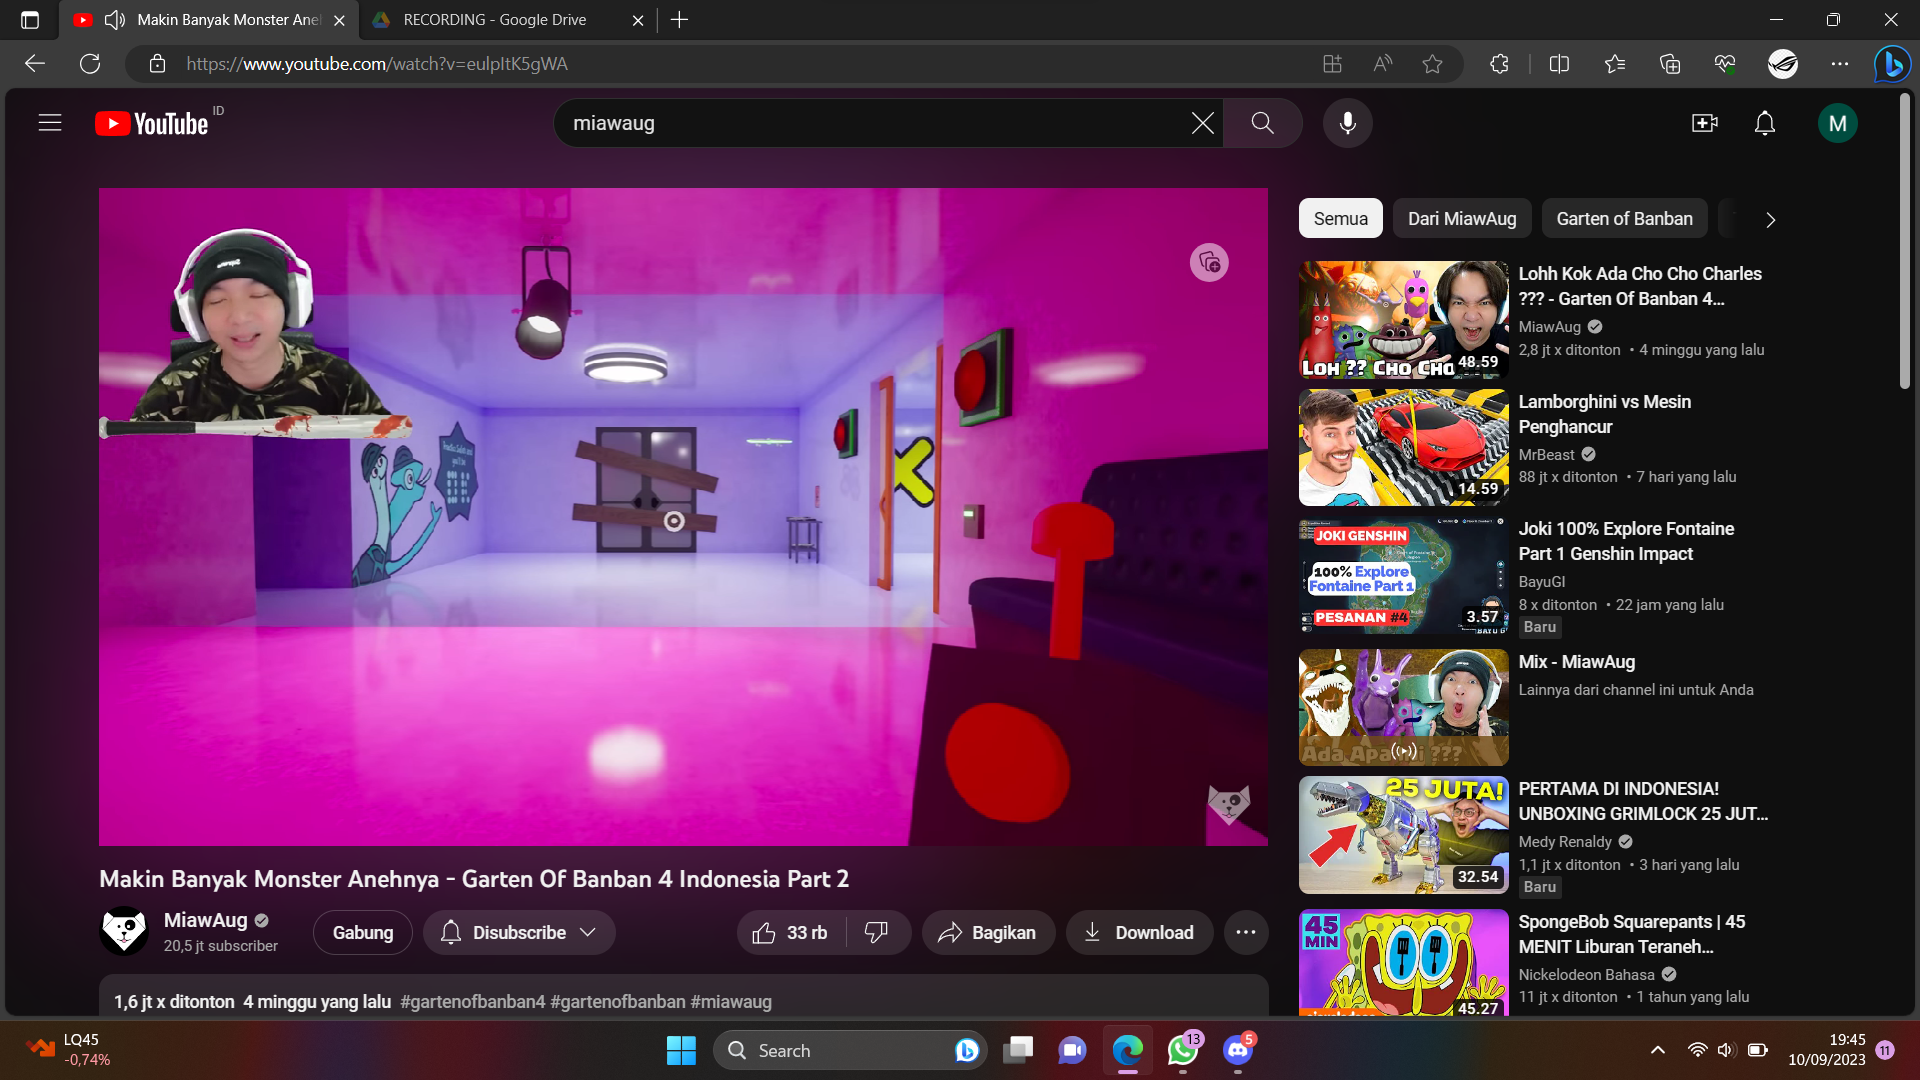 Makin Banyak Monster Ane
RECORDING - Google Drive
https://www.youtube.com/watch?v=eulpItK5gWA
YouTube ID
miawaug
M
Semua
Dari MiawAug
Garten of Banban
Lohh Kok Ada Cho Cho Charles
??? - Garten Of Banban 4...
MiawAug
2,8 jt x ditonton • 4 minggu yang lalu
LOH ?? CHO CHO
48.59
Lamborghini vs Mesin
Penghancur
MrBeast
88 jt x ditonton • 7 hari yang lalu
14.59
JOKI GENSHIN
100% Explore
Fontaine Part 1
PESANAN #4
3.57
Joki 100% Explore Fontaine
Part 1 Genshin Impact
BayuGI
8 x ditonton • 22 jam yang lalu
Baru
Mix - MiawAug
Lainnya dari channel ini untuk Anda
25 JUTA!
32.54
PERTAMA DI INDONESIA!
UNBOXING GRIMLOCK 25 JUT...
Medy Renaldy
1,1 jt x ditonton • 3 hari yang lalu
Baru
45
MIN
45.27
SpongeBob Squarepants | 45
MENIT Liburan Teraneh...
Nickelodeon Bahasa
11 jt x ditonton • 1 tahun yang lalu
Makin Banyak Monster Anehnya - Garten Of Banban 4 Indonesia Part 2
MiawAug
20,5 jt subscriber
Gabung
Disubscribe
33 rb
Bagikan
Download
1,6 jt x ditonton 4 minggu yang lalu #gartenofbanban4 #gartenofbanban #miawaug
LQ45
-0,74%
Search
13
5
19:45
10/09/2023
11